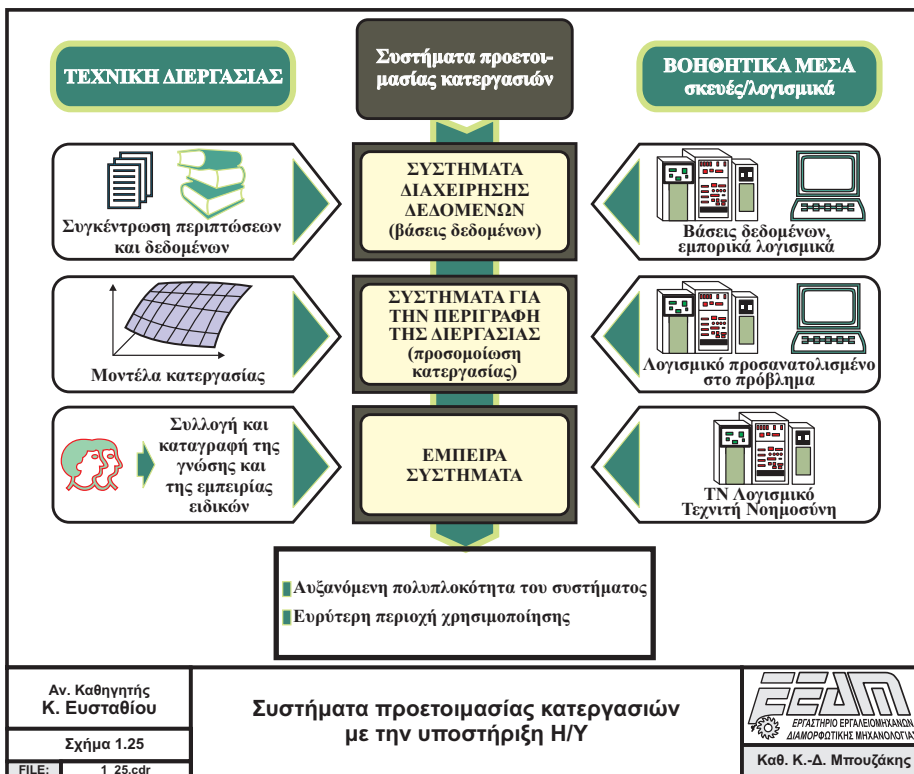 ΤΕΧΝΙΚΗ ΔΙΕΡΓΑΣΙΑΣ
Συστήματα προετοι-
μασίας κατεργασιών
ΒΟΗΘΗΤΙΚΑ ΜΕΣΑ
σκευές/λογισμικά
Συγκέντρωση περιπτώσεων
και δεδομένων
ΣΥΣΤΗΜΑΤΑ
ΔΙΑΧΕΙΡΗΣΗΣ
ΔΕΔΟΜΕΝΩΝ
(βάσεις δεδομένων)
Βάσεις δεδομένων,
εμπορικά λογισμικά
Μοντέλα κατεργασίας
ΣΥΣΤΗΜΑΤΑ ΓΙΑ
ΤΗΝ ΠΕΡΙΓΡΑΦΗ
ΤΗΣ ΔΙΕΡΓΑΣΙΑΣ
(προσομοίωση
κατεργασίας)
Λογισμικό προσανατολισμένο
στο πρόβλημα
Συλλογή και
καταγραφή της
γνώσης και
της εμπειρίας
ειδικών
ΕΜΠΕΙΡΑ
ΣΥΣΤΗΜΑΤΑ
ΤΝ Λογισμικό
Τεχνιτή Νοημοσύνη
Αυξανόμενη πολυπλοκότητα του συστήματος
Ευρύτερη περιοχή χρησιμοποίησης
Αν. Καθηγητής
Κ. Ευσταθίου
Σχήμα 1.25
FILE: 1_25.cdr
Συστήματα προετοιμασίας κατεργασιών
με την υποστήριξη Η/Υ
ΕΕΔΜ
ΕΡΓΑΣΤΗΡΙΟ ΕΡΓΑΛΕΙΟΜΗΧΑΝΩΝ
ΔΙΑΜΟΡΦΩΤΙΚΗΣ ΜΗΧΑΝΟΛΟΓΙΑΣ
Καθ. Κ.-Δ. Μπουζάκης